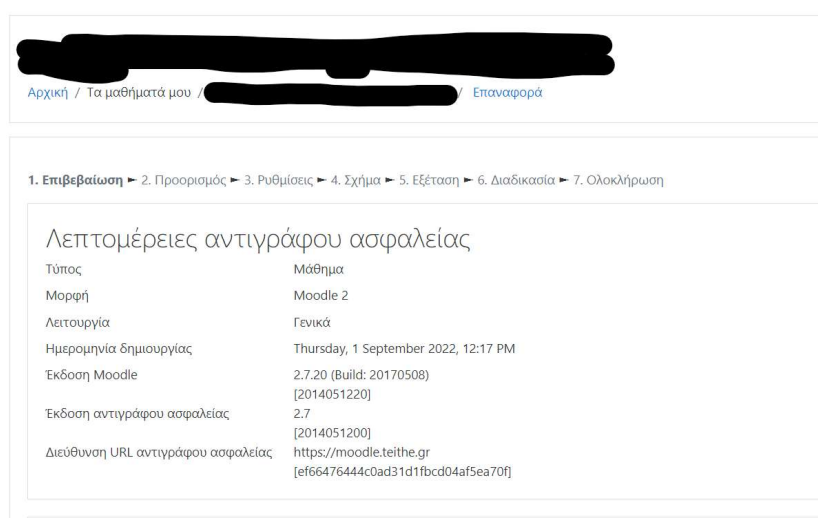 Αρχική / Τα μαθήματά μου / / Επαναφορά
1. Επιβεβαίωση ► 2. Προορισμός ► 3. Ρυθμίσεις ► 4. Σχήμα ► 5. Εξέταση ► 6. Διαδικασία ► 7. Ολοκλήρωση
Λεπτομέρειες αντιγράφου ασφαλείας
Τύπος Μάθημα
Μορφή Moodle 2
Λειτουργία Γενικά
Ημερομηνία δημιουργίας Thursday, 1 September 2022, 12:17 PM
Έκδοση Moodle 2.7.20 (Build: 20170508)
[2014051220]
Έκδοση αντιγράφου ασφαλείας 2.7
[2014051200]
Διεύθυνση URL αντιγράφου ασφαλείας https://moodle.teithe.gr
[ef66476444c0ad31d1fbcd04af5ea70f]